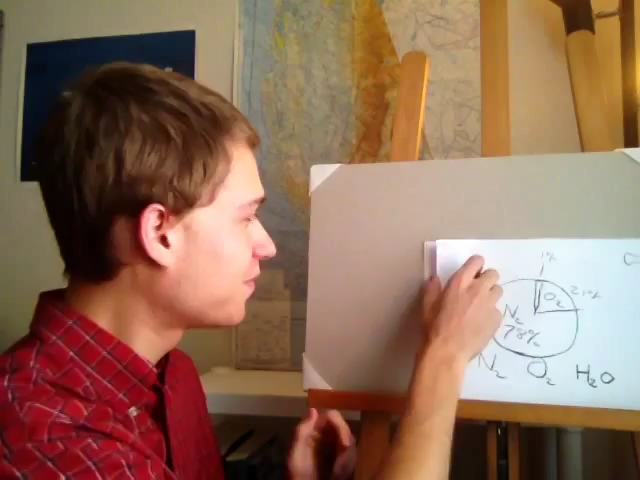 1%
O₂ 21%
N₂
78%
N₂ O₂ H₂O